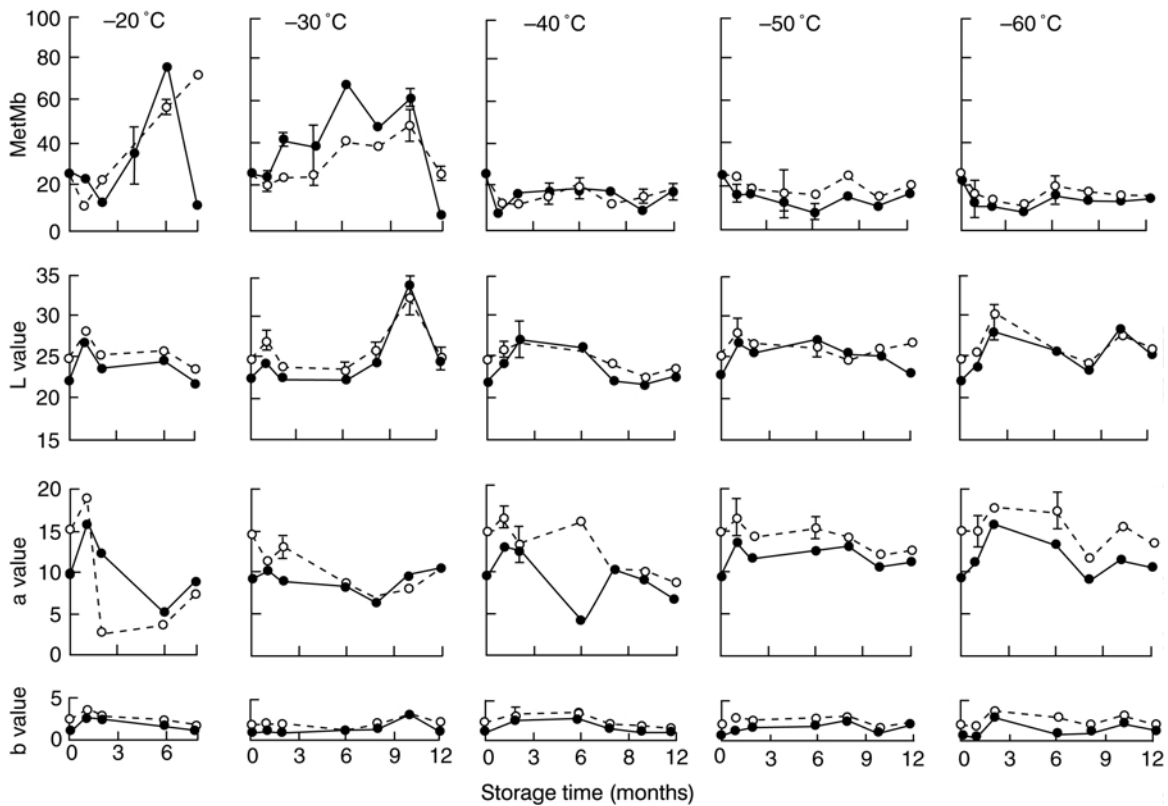 −20 °C −30 °C −40 °C −50 °C −60 °C
100
80
60
40
20
0
MetMb
35
30
25
20
15
L value
20
15
10
5
0
a value
5
0
b value
0 3 6 0 3 6 9 12 0 3 6 9 12 0 3 6 9 12 0 3 6 9 12
Storage time (months)